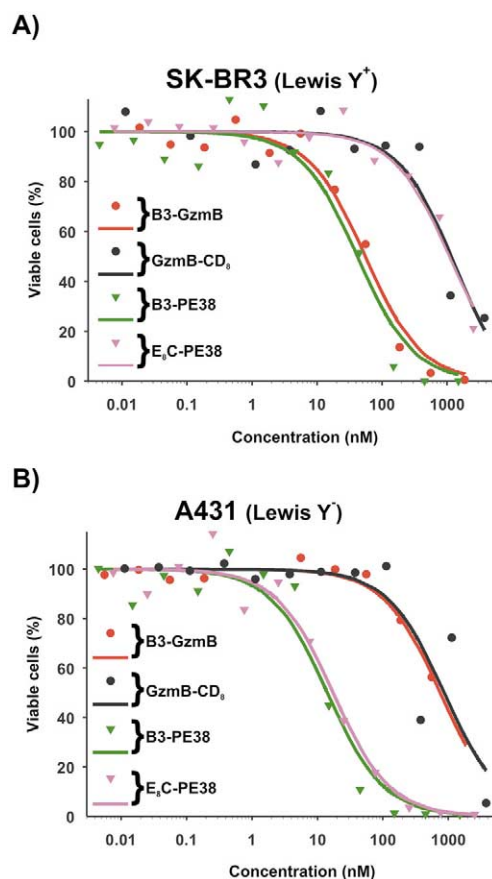 A)
SK-BR3 (Lewis Y⁺)
Viable cells (%)
100
80
60
40
20
0
B3-GzmB
GzmB-CD₈
B3-PE38
E₈C-PE38
0.01 0.1 1 10 100 1000
Concentration (nM)
B)
A431 (Lewis Y⁻)
Viable cells (%)
100
80
60
40
20
0
B3-GzmB
GzmB-CD₈
B3-PE38
E₈C-PE38
0.01 0.1 1 10 100 1000
Concentration (nM)